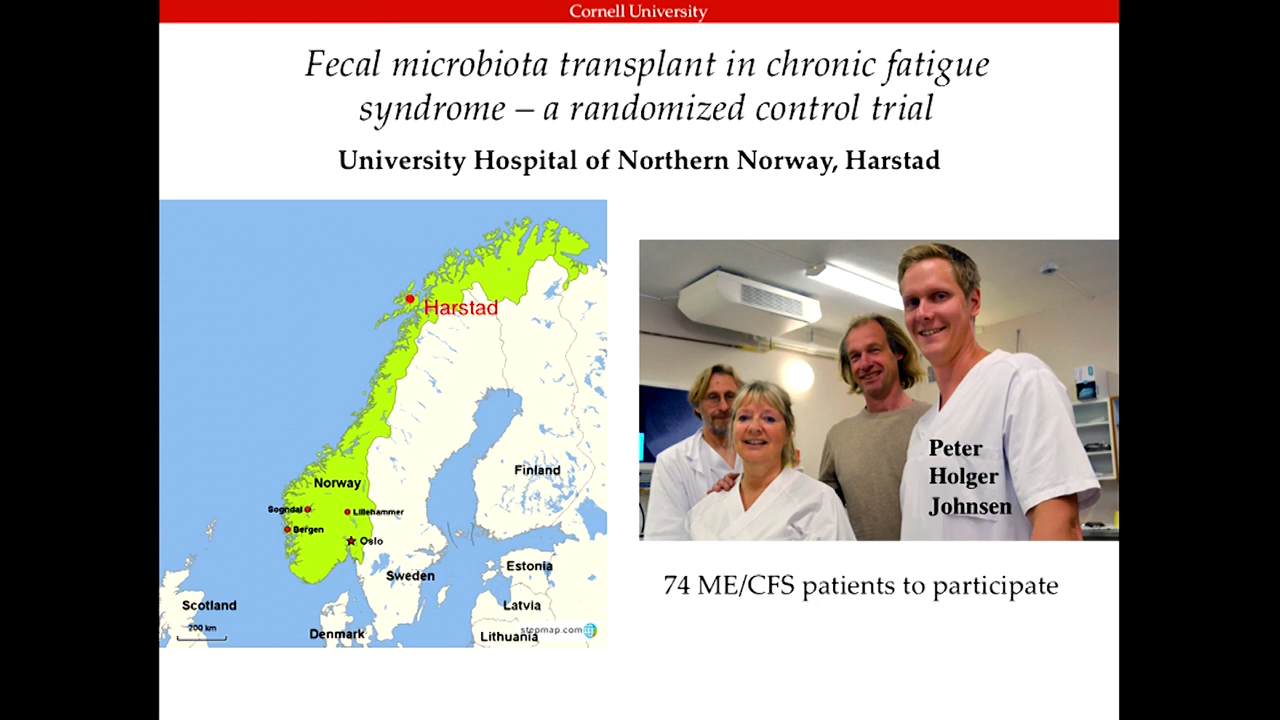 Cornell University
Fecal microbiota transplant in chronic fatigue
syndrome – a randomized control trial
University Hospital of Northern Norway, Harstad
Harstad
Finland
Norway
Sogndal
Lillehammer
Bergen
Oslo
Estonia
Sweden
Scotland
Latvia
200 km
Denmark
stepmap.com
Lithuania
Peter
Holger
Johnsen
74 ME/CFS patients to participate